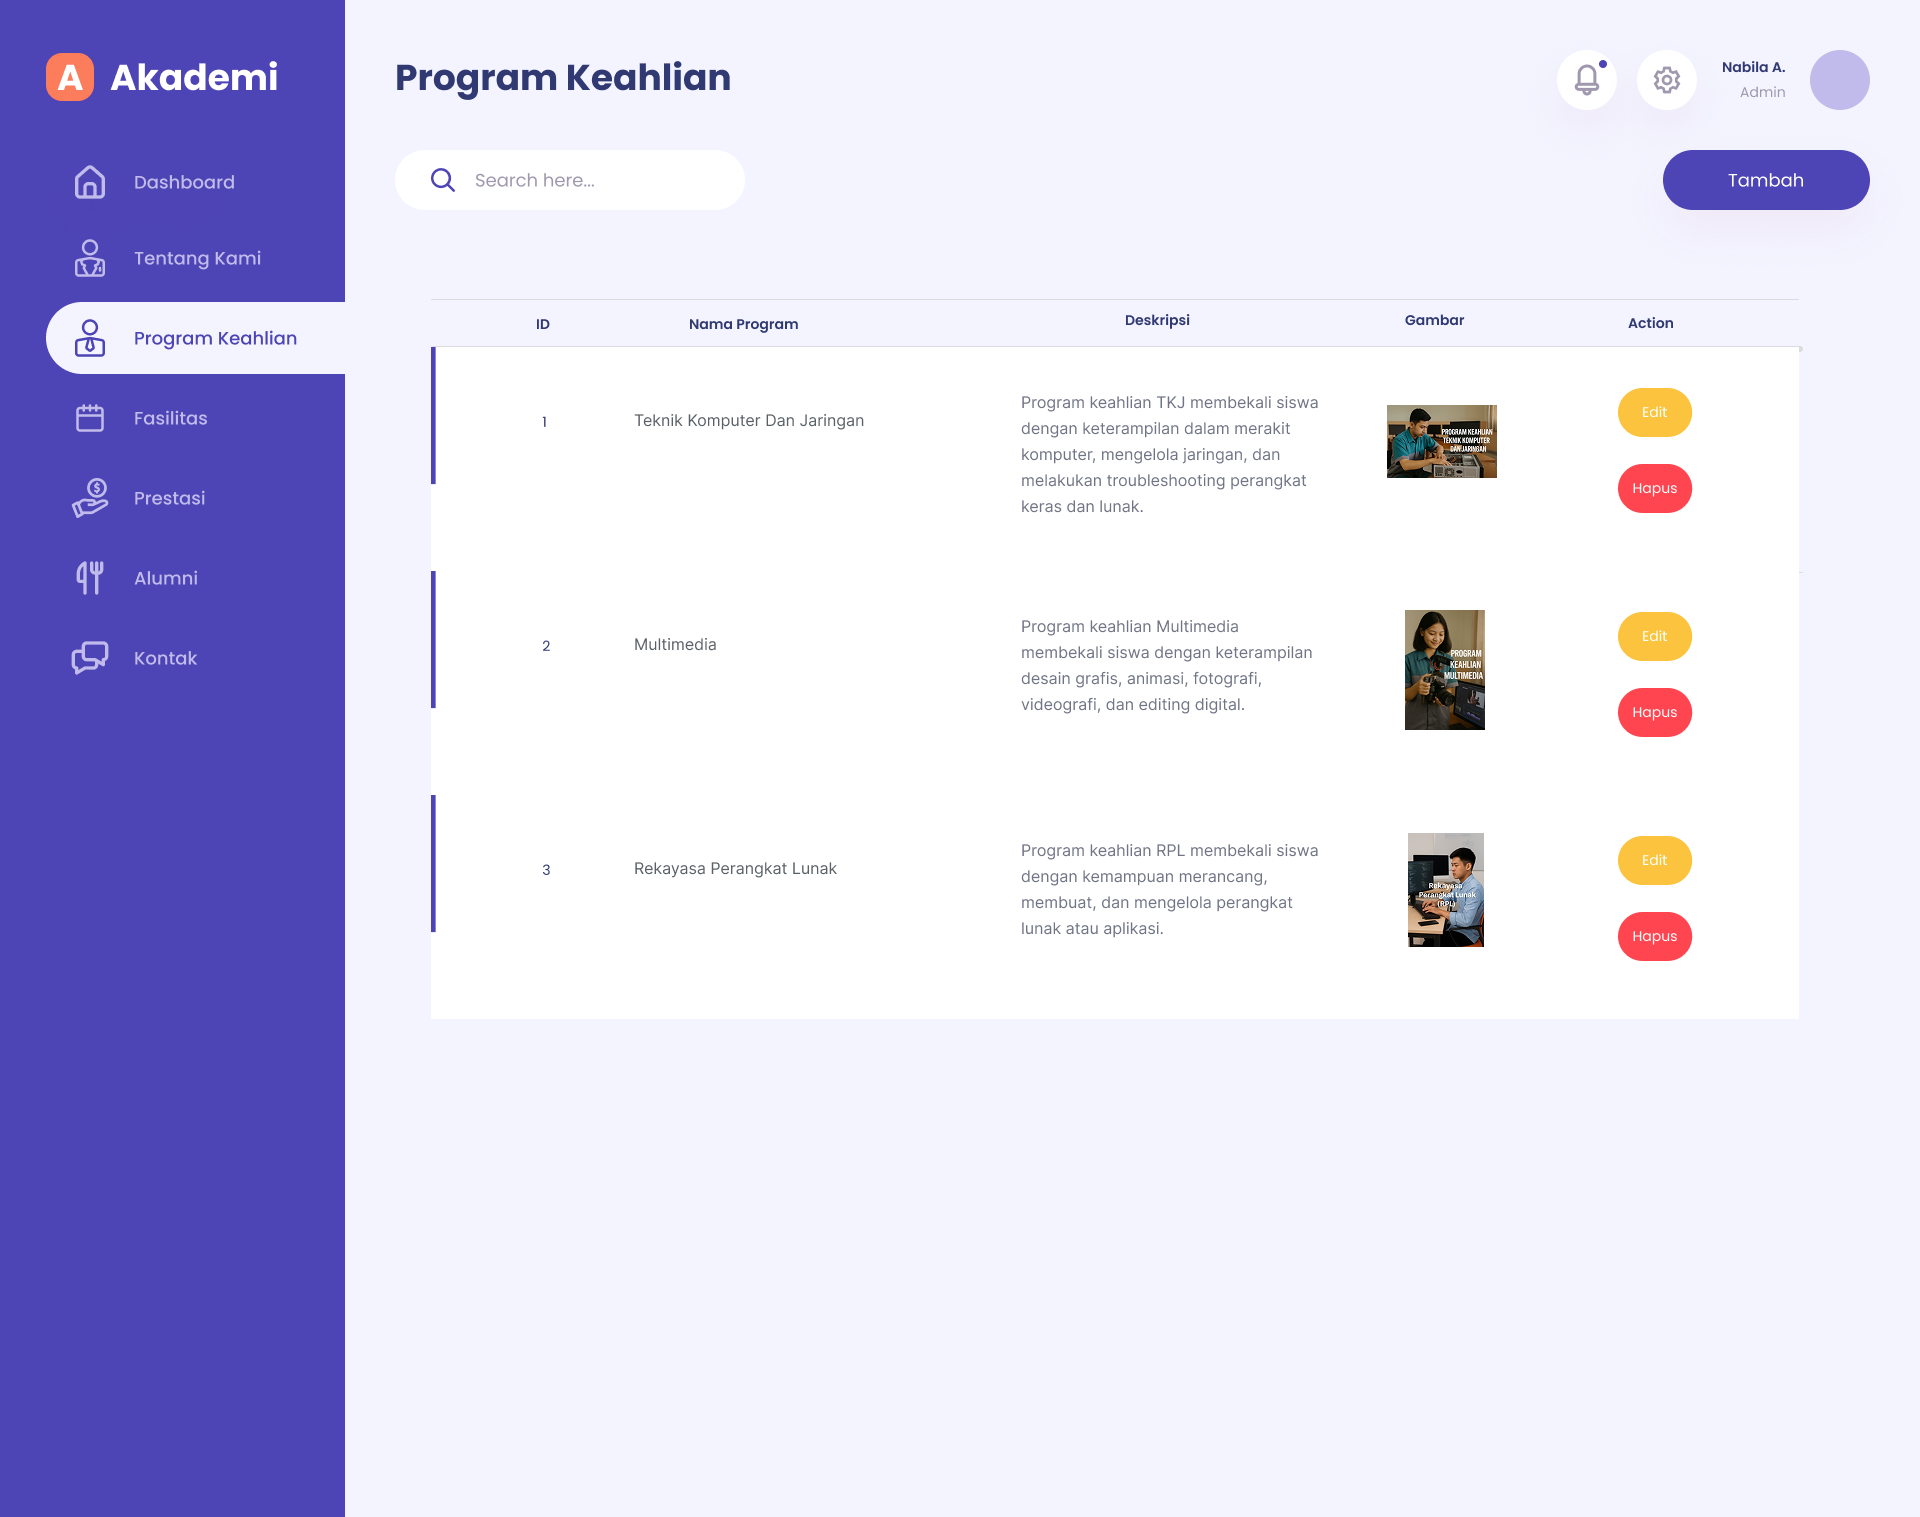 A Akademi
Program Keahlian
Nabila A.
Admin
Search here...
Tambah
Dashboard
Tentang Kami
Program Keahlian
Fasilitas
Prestasi
Alumni
Kontak
ID Nama Program Deskripsi Gambar Action
1 Teknik Komputer Dan Jaringan
Program keahlian TKJ membekali siswa
dengan keterampilan dalam merakit
komputer, mengelola jaringan, dan
melakukan troubleshooting perangkat
keras dan lunak.
PROGRAM KEAHLIAN
TEKNIK KOMPUTER
DAN JARINGAN
Edit
Hapus
2 Multimedia
Program keahlian Multimedia
membekali siswa dengan keterampilan
desain grafis, animasi, fotografi,
videografi, dan editing digital.
PROGRAM
KEAHLIAN
MULTIMEDIA
Edit
Hapus
3 Rekayasa Perangkat Lunak
Program keahlian RPL membekali siswa
dengan kemampuan merancang,
membuat, dan mengelola perangkat
lunak atau aplikasi.
Rekayasa
Perangkat Lunak
(RPL)
Edit
Hapus